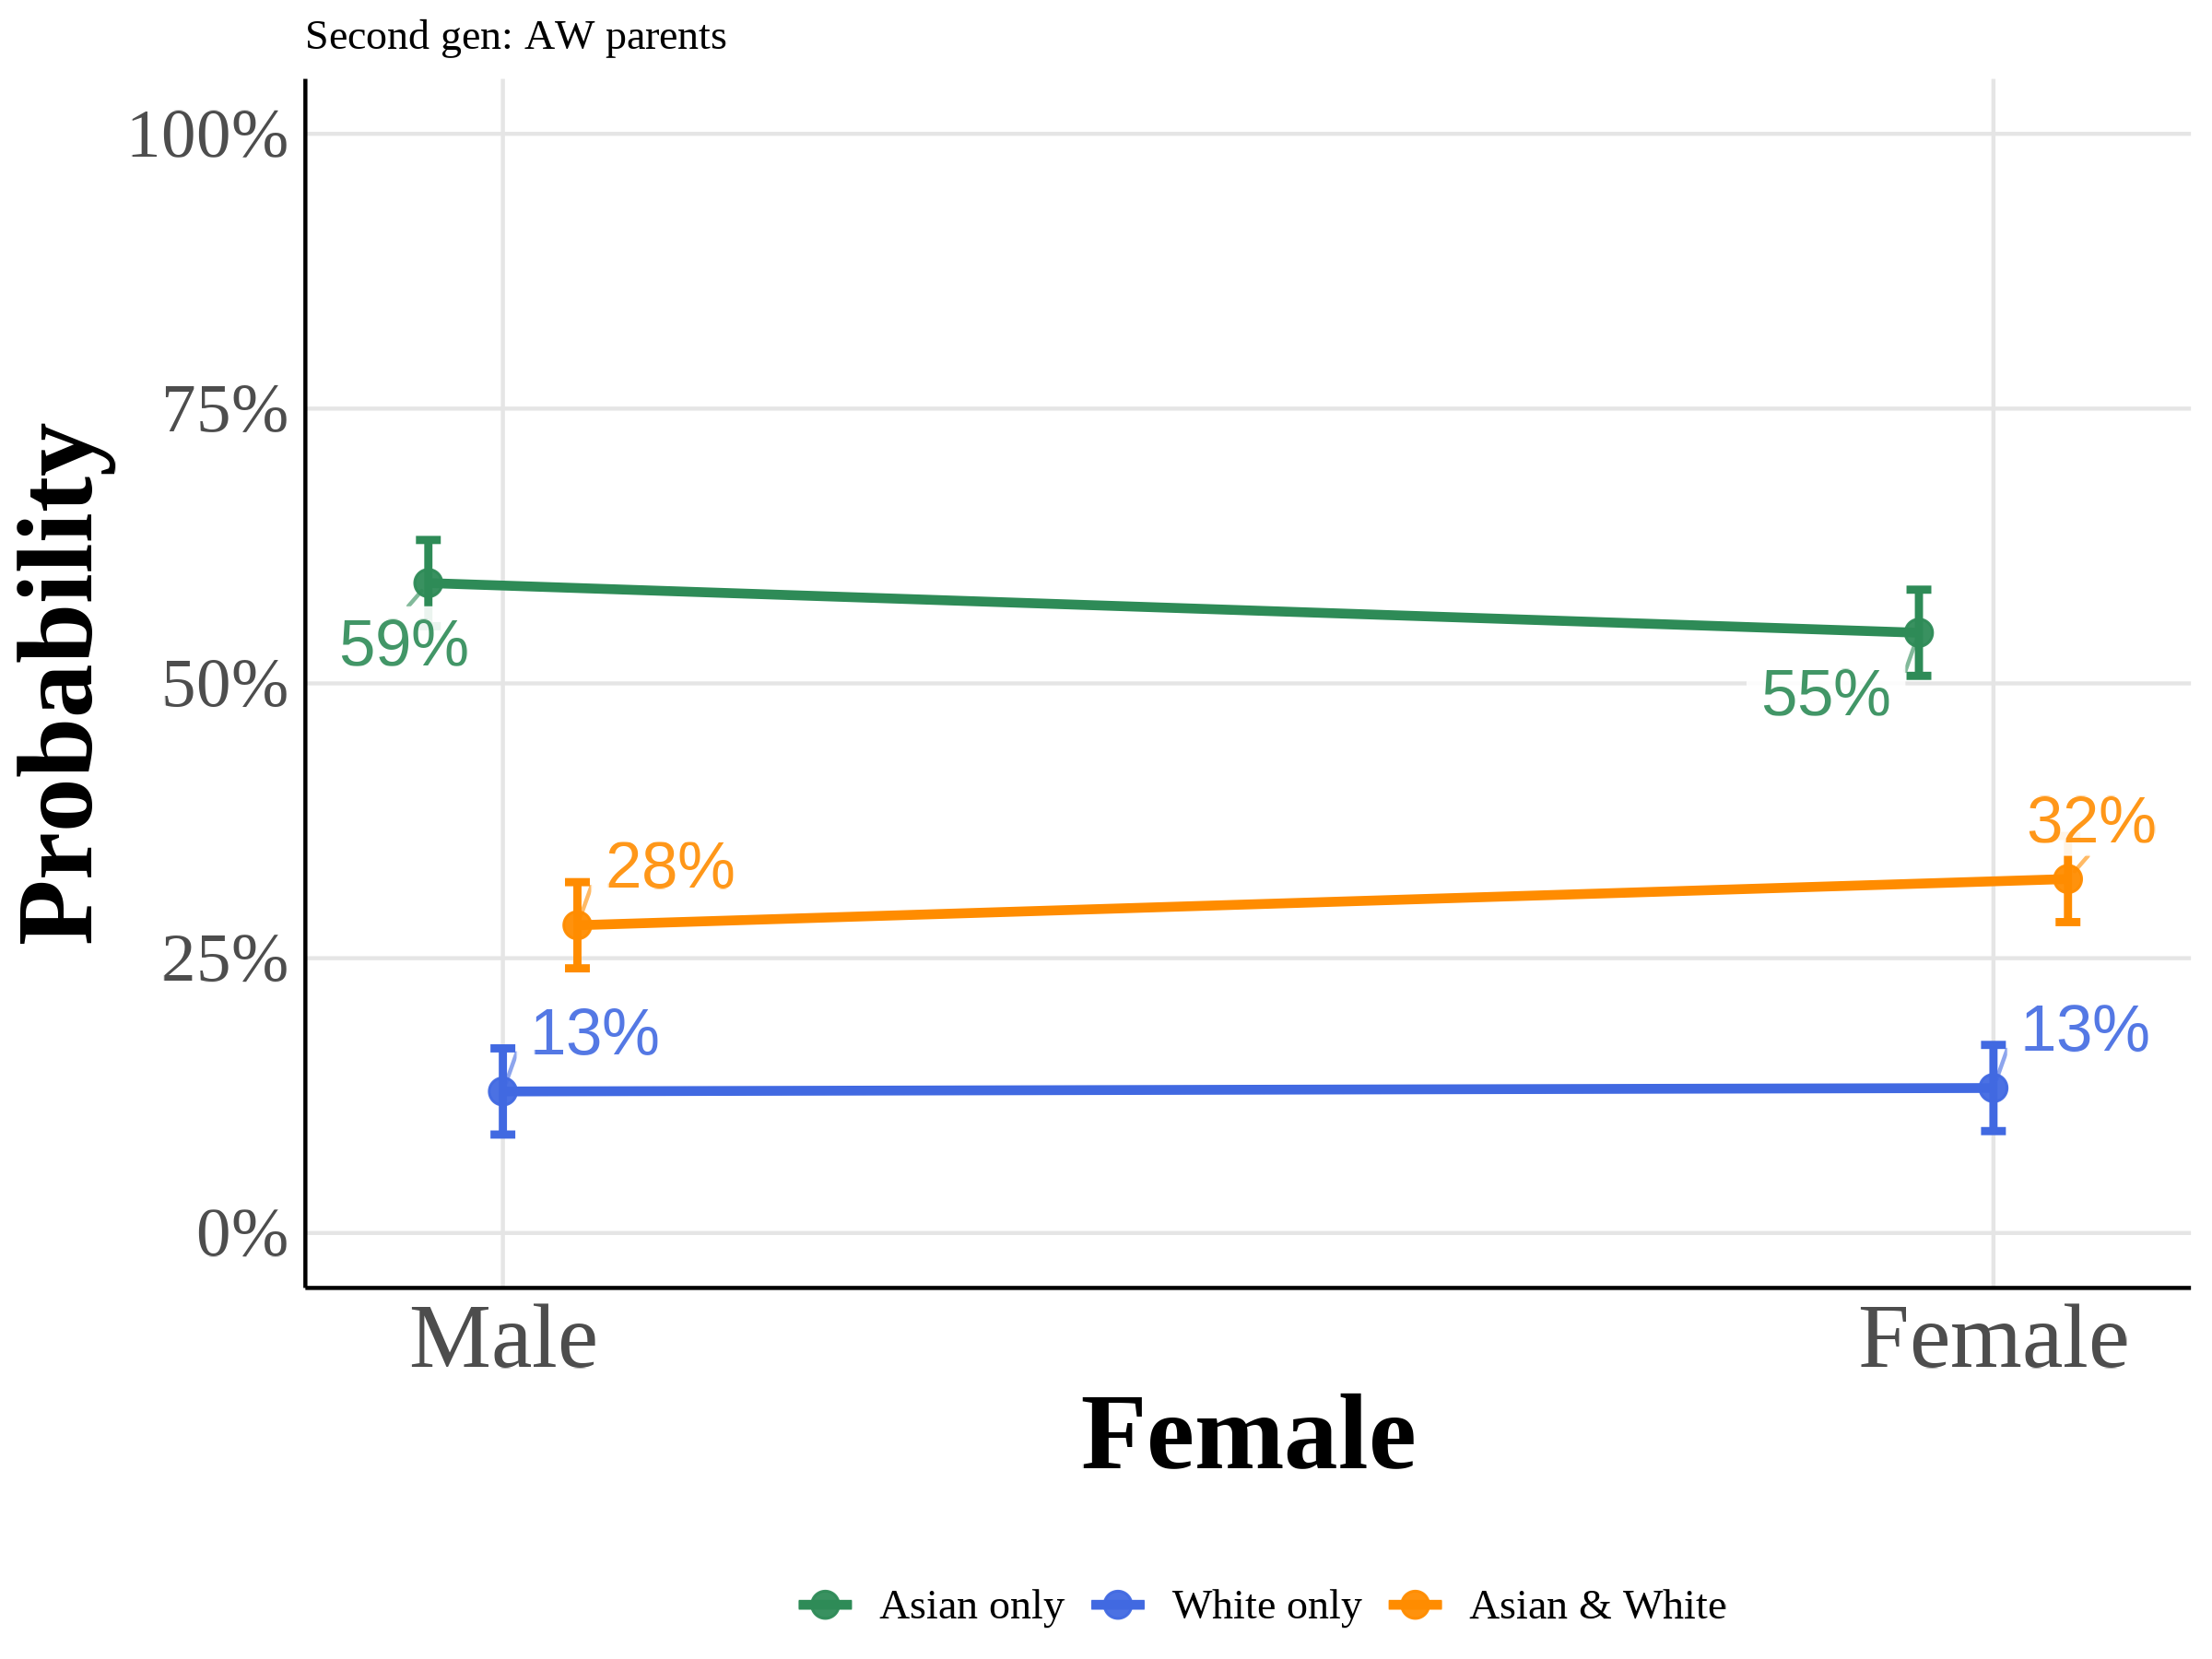 Second gen: AW parents
100%
75%
50%
25%
0%
Probability
59%
55%
32%
28%
13%
13%
Male
Female
Female
Asian only
White only
Asian & White